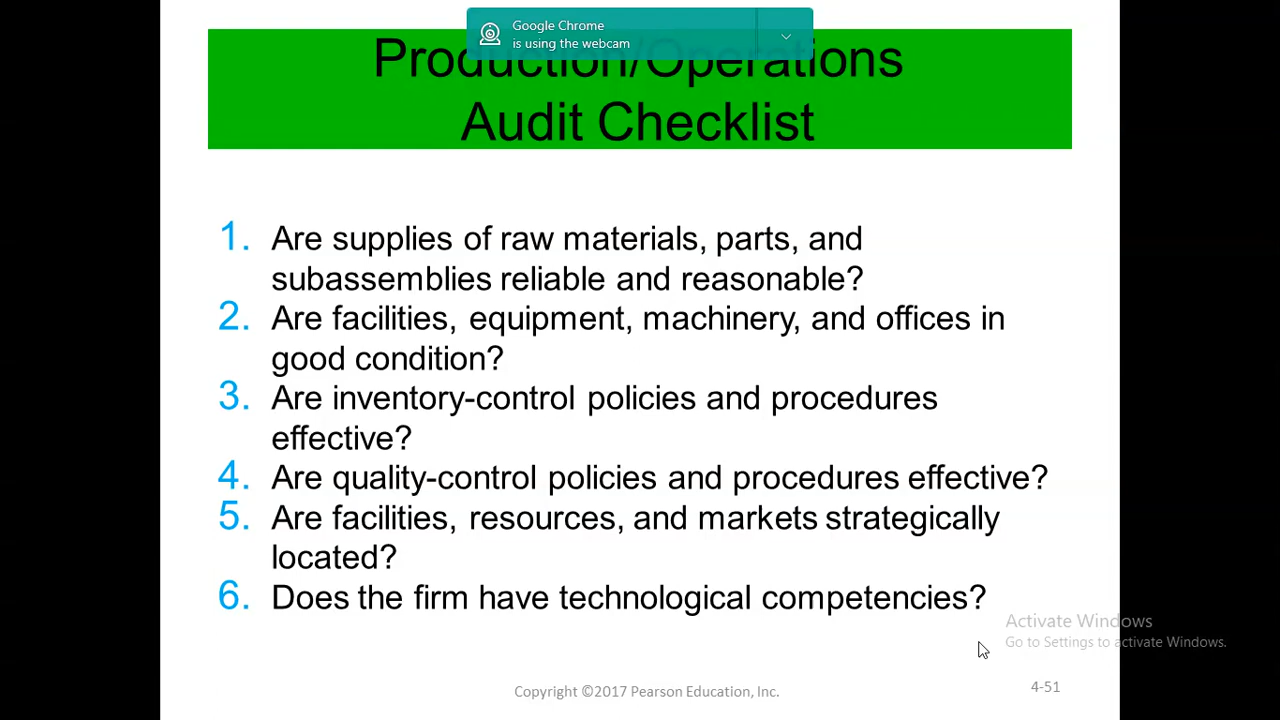 Google Chrome
is using the webcam
Production/Operations
Audit Checklist
1. Are supplies of raw materials, parts, and
subassemblies reliable and reasonable?
2. Are facilities, equipment, machinery, and offices in
good condition?
3. Are inventory-control policies and procedures
effective?
4. Are quality-control policies and procedures effective?
5. Are facilities, resources, and markets strategically
located?
6. Does the firm have technological competencies?
Activate Windows
Go to Settings to activate Windows.
Copyright ©2017 Pearson Education, Inc.
4-51